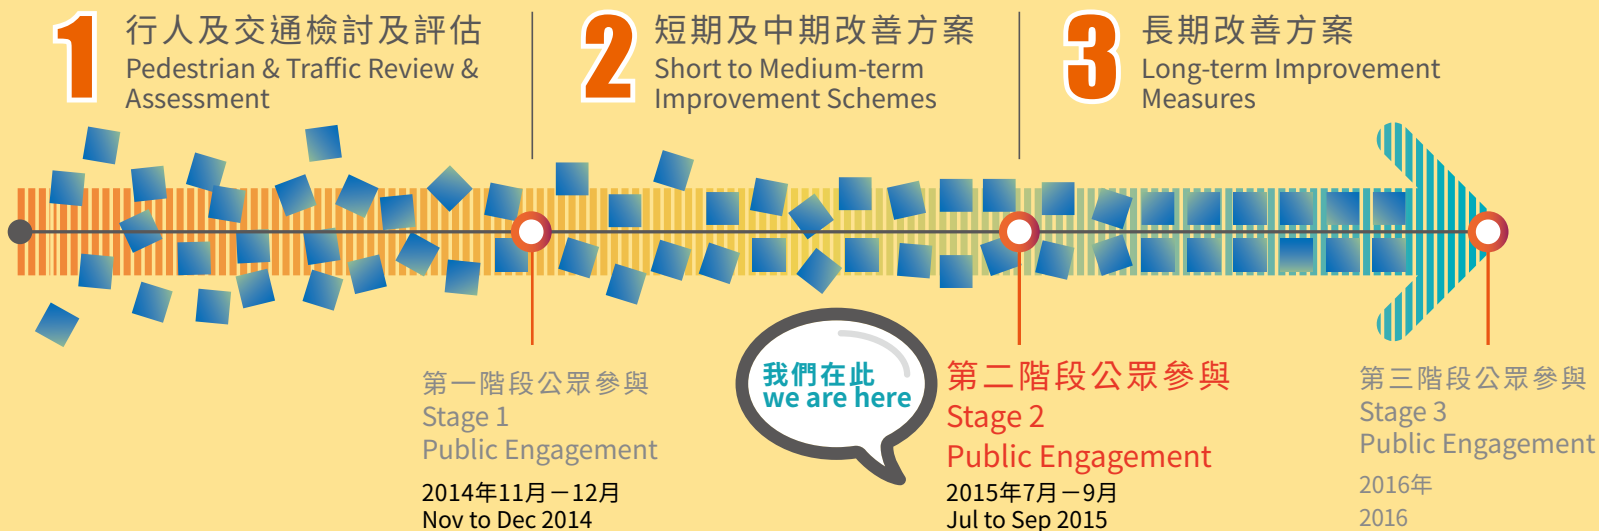 1
行人及交通檢討及評估
Pedestrian & Traffic Review &
Assessment
2
短期及中期改善方案
Short to Medium-term
Improvement Schemes
3
長期改善方案
Long-term Improvement
Measures
第一階段公眾參與
Stage 1
Public Engagement
2014年11月－12月
Nov to Dec 2014
我們在此
we are here
第二階段公眾參與
Stage 2
Public Engagement
2015年7月－9月
Jul to Sep 2015
第三階段公眾參與
Stage 3
Public Engagement
2016年
2016